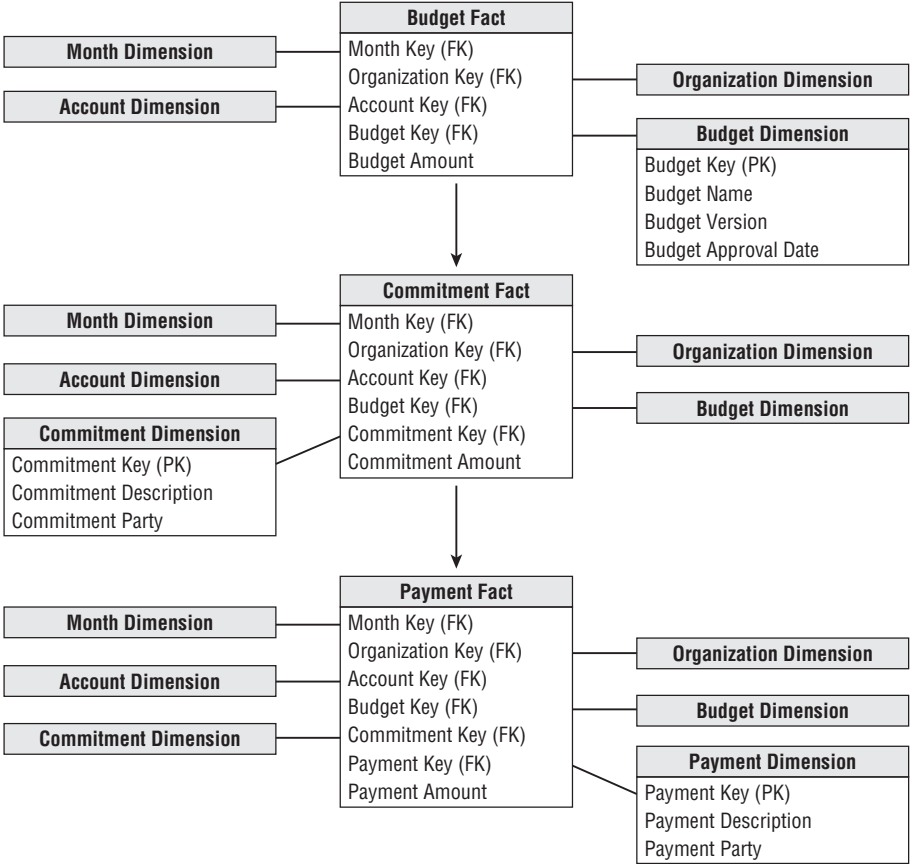 Budget Fact
Month Key (FK)
Organization Key (FK)
Account Key (FK)
Budget Key (FK)
Budget Amount
Month Dimension
Account Dimension
Organization Dimension
Budget Dimension
Budget Key (PK)
Budget Name
Budget Version
Budget Approval Date
Commitment Fact
Month Key (FK)
Organization Key (FK)
Account Key (FK)
Budget Key (FK)
Commitment Key (FK)
Commitment Amount
Month Dimension
Account Dimension
Commitment Dimension
Commitment Key (PK)
Commitment Description
Commitment Party
Organization Dimension
Budget Dimension
Payment Fact
Month Key (FK)
Organization Key (FK)
Account Key (FK)
Budget Key (FK)
Commitment Key (FK)
Payment Key (FK)
Payment Amount
Month Dimension
Account Dimension
Commitment Dimension
Organization Dimension
Budget Dimension
Payment Dimension
Payment Key (PK)
Payment Description
Payment Party